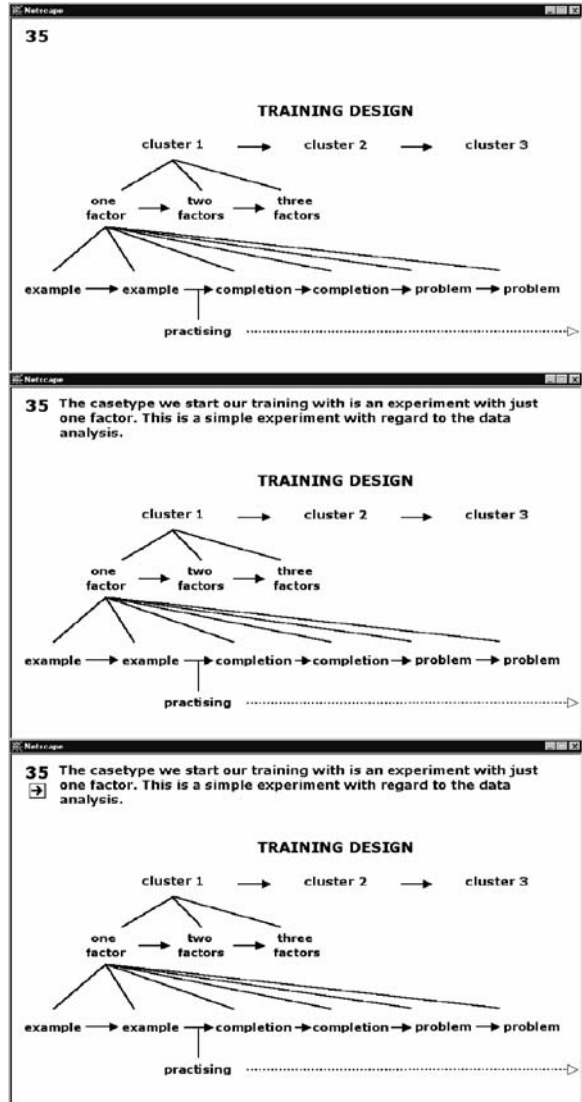 Netscape
35
TRAINING DESIGN
cluster 1 cluster 2 cluster 3
one two three
factor factors factors
example example completion completion problem problem
practising
Netscape
35 The casetype we start our training with is an experiment with just
one factor. This is a simple experiment with regard to the data
analysis.
TRAINING DESIGN
cluster 1 cluster 2 cluster 3
one two three
factor factors factors
example example completion completion problem problem
practising
Netscape
35 The casetype we start our training with is an experiment with just
one factor. This is a simple experiment with regard to the data
analysis.
TRAINING DESIGN
cluster 1 cluster 2 cluster 3
one two three
factor factors factors
example example completion completion problem problem
practising